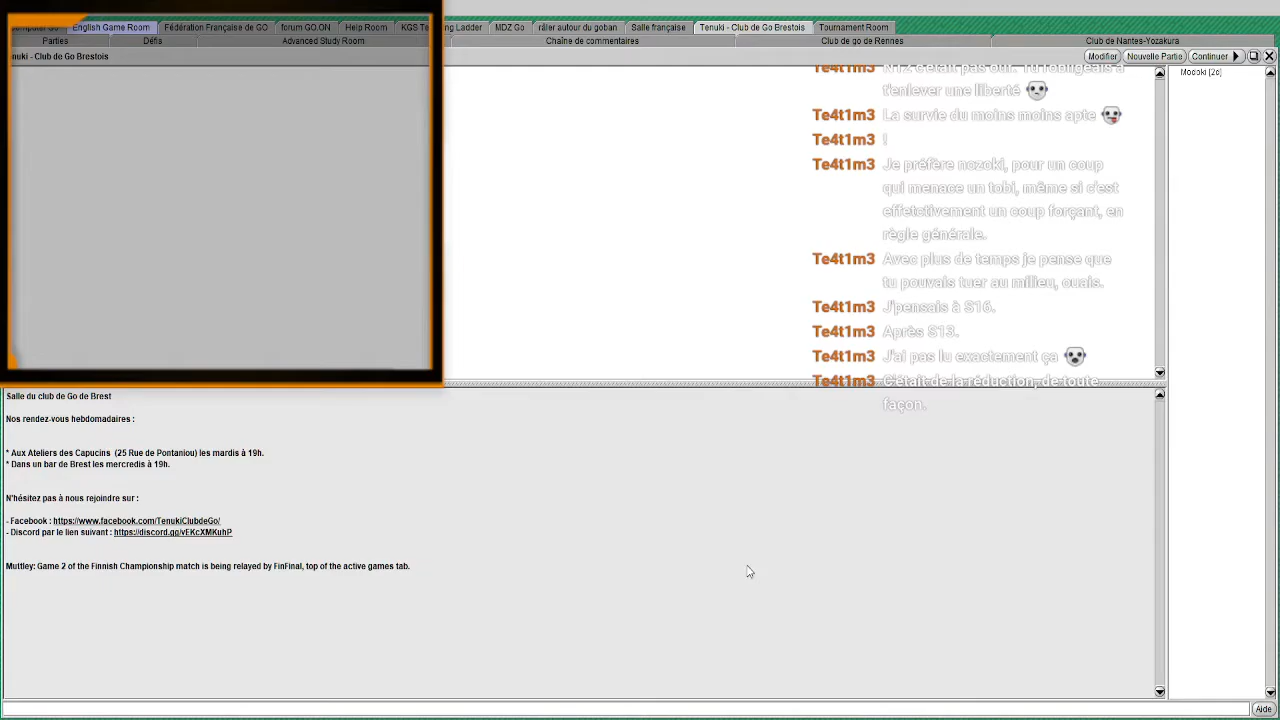 English Game Room Fédération Française de GO forum GO.ON Help Room MDZ Go râler autour du goban Salle française Tenuki - Club de Go Brestois Tournament Room
Parties Défis Advanced Study Room Chaîne de commentaires Club de go de Rennes Club de Nantes-Yozakura
- Club de Go Brestois Modifier Nouvelle Partie Continuer
Modoki [2d]
t'enlever une liberté
Te4t1m3 La survie du moins moins apte
Te4t1m3 !
Te4t1m3 Je préfère nozoki, pour un coup
qui menace un tobi, même si c'est
effetctivement un coup forçant, en
règle générale.
Te4t1m3 Avec plus de temps je pense que
tu pouvais tuer au milieu, ouais.
Te4t1m3 J'pensais à S16.
Te4t1m3 Après S13.
Te4t1m3 J'ai pas lu exactement ça
Te4t1m3 C'était de la réduction, de toute
façon.
Salle du club de Go de Brest
Nos rendez-vous hebdomadaires :
* Aux Ateliers des Capucins (25 Rue de Pontaniou) les mardis à 19h.
* Dans un bar de Brest les mercredis à 19h.
N'hésitez pas à nous rejoindre sur :
- Facebook : https://www.facebook.com/TenukiClubdeGo/
- Discord par le lien suivant : https://discord.gg/vEKcXMKuhP
Muttley: Game 2 of the Finnish Championship match is being relayed by FinFinal, top of the active games tab.
Aide